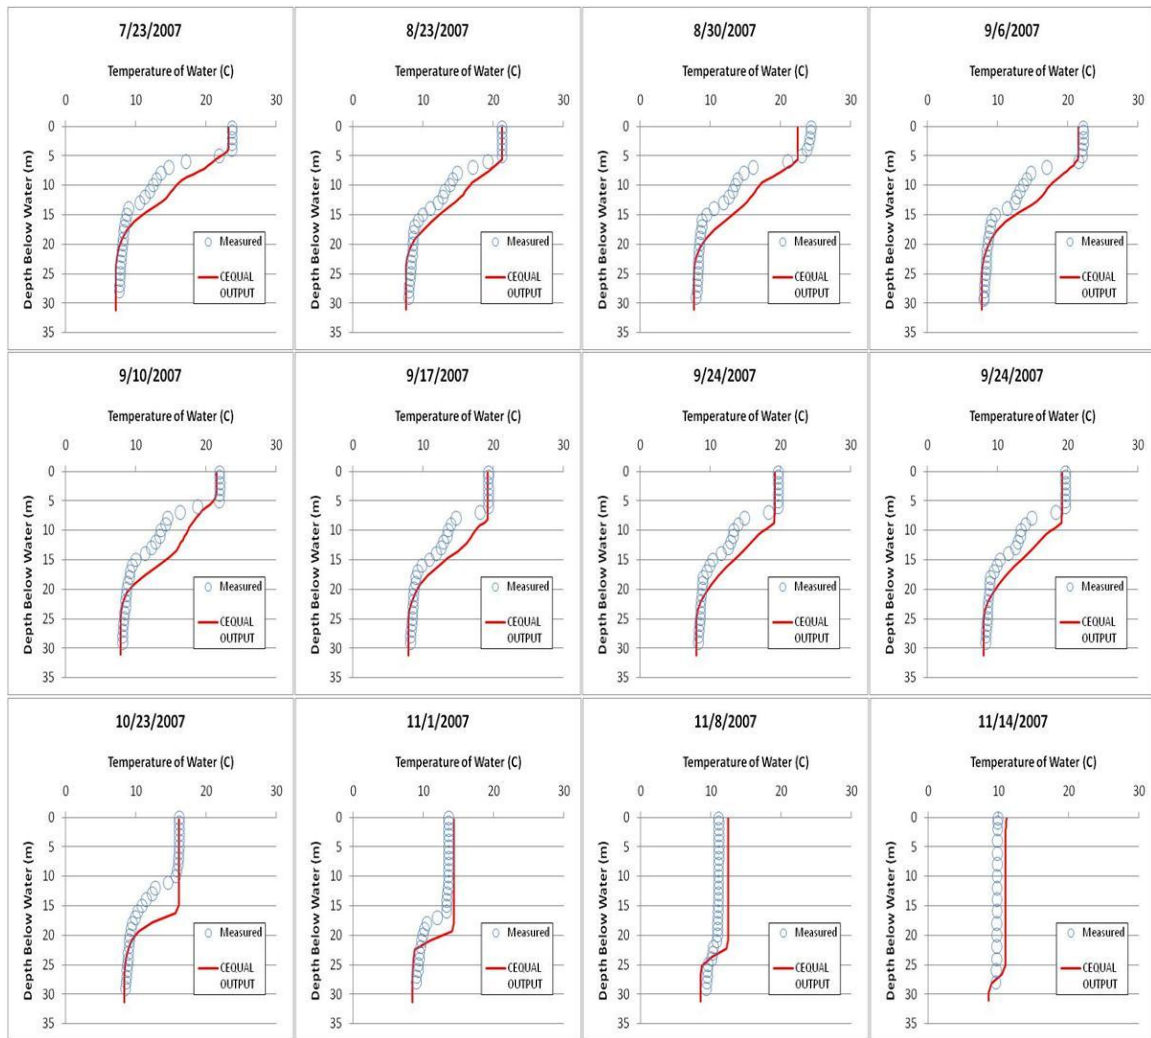 7/23/2007
Temperature of Water (C)
0 10 20 30
Depth Below Water (m)
0
5
10
15
20
25
30
35
Measured
CEQUAL
OUTPUT
8/23/2007
Temperature of Water (C)
0 10 20 30
Depth Below Water (m)
0
5
10
15
20
25
30
35
Measured
CEQUAL
OUTPUT
8/30/2007
Temperature of Water (C)
0 10 20 30
Depth Below Water (m)
0
5
10
15
20
25
30
35
Measured
CEQUAL
OUTPUT
9/6/2007
Temperature of Water (C)
0 10 20 30
Depth Below Water (m)
0
5
10
15
20
25
30
35
Measured
CEQUAL
OUTPUT
9/10/2007
Temperature of Water (C)
0 10 20 30
Depth Below Water (m)
0
5
10
15
20
25
30
35
Measured
CEQUAL
OUTPUT
9/17/2007
Temperature of Water (C)
0 10 20 30
Depth Below Water (m)
0
5
10
15
20
25
30
35
Measured
CEQUAL
OUTPUT
9/24/2007
Temperature of Water (C)
0 10 20 30
Depth Below Water (m)
0
5
10
15
20
25
30
35
Measured
CEQUAL
OUTPUT
9/24/2007
Temperature of Water (C)
0 10 20 30
Depth Below Water (m)
0
5
10
15
20
25
30
35
Measured
CEQUAL
OUTPUT
10/23/2007
Temperature of Water (C)
0 10 20 30
Depth Below Water (m)
0
5
10
15
20
25
30
35
Measured
CEQUAL
OUTPUT
11/1/2007
Temperature of Water (C)
0 10 20 30
Depth Below Water (m)
0
5
10
15
20
25
30
35
Measured
CEQUAL
OUTPUT
11/8/2007
Temperature of Water (C)
0 10 20 30
Depth Below Water (m)
0
5
10
15
20
25
30
35
Measured
CEQUAL
OUTPUT
11/14/2007
Temperature of Water (C)
0 10 20 30
Depth Below Water (m)
0
5
10
15
20
25
30
35
Measured
CEQUAL
OUTPUT